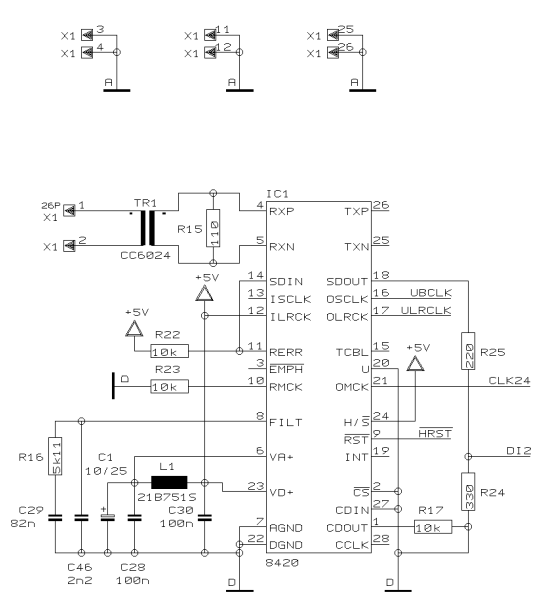 X1 3
X1 4
A
X1 11
X1 12
A
X1 25
X1 26
A
26P 1
X1
X1 2
TR1
CC6024
R15
110
IC1
4 RXP
5 RXN
14 SDIN
13 ISCLK
12 ILRCK
11 RERR
3 EMPH
10 RMCK
8 FILT
6 VA+
23 VD+
7 AGND
22 DGND
TXP 26
TXN 25
SDOUT 18
OSCLK 16
OLRCK 17
TCBL 15
U 20
OMCK 21
H/S 24
RST 9
INT 19
CS 2
CDIN 27
CDOUT 1
CCLK 28
8420
+5V
+5V
R22
10k
R23
10k
D
R16
5k11
C1
10/25
+
L1
21B751S
C29
82n
C46
2n2
C28
100n
C30
100n
D
UBCLK
ULRCLK
+5V
R25
220
CLK24
HRST
DI2
R24
330
R17
10k
D